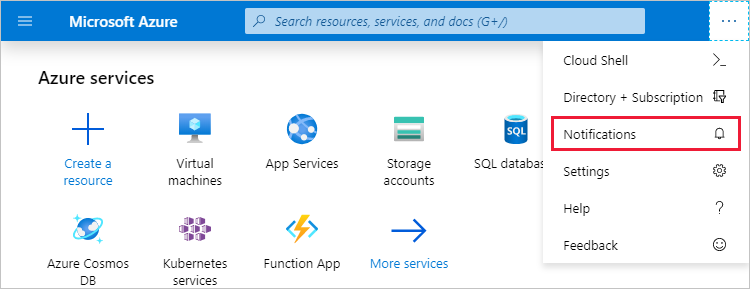 Microsoft Azure
Search resources, services, and docs (G+/)
...
Azure services
Create a
resource
Virtual
machines
App Services
Storage
accounts
SQL
SQL databas
Azure Cosmos
DB
Kubernetes
services
Function App
More services
Cloud Shell
Directory + Subscription
Notifications
Settings
Help
?
Feedback